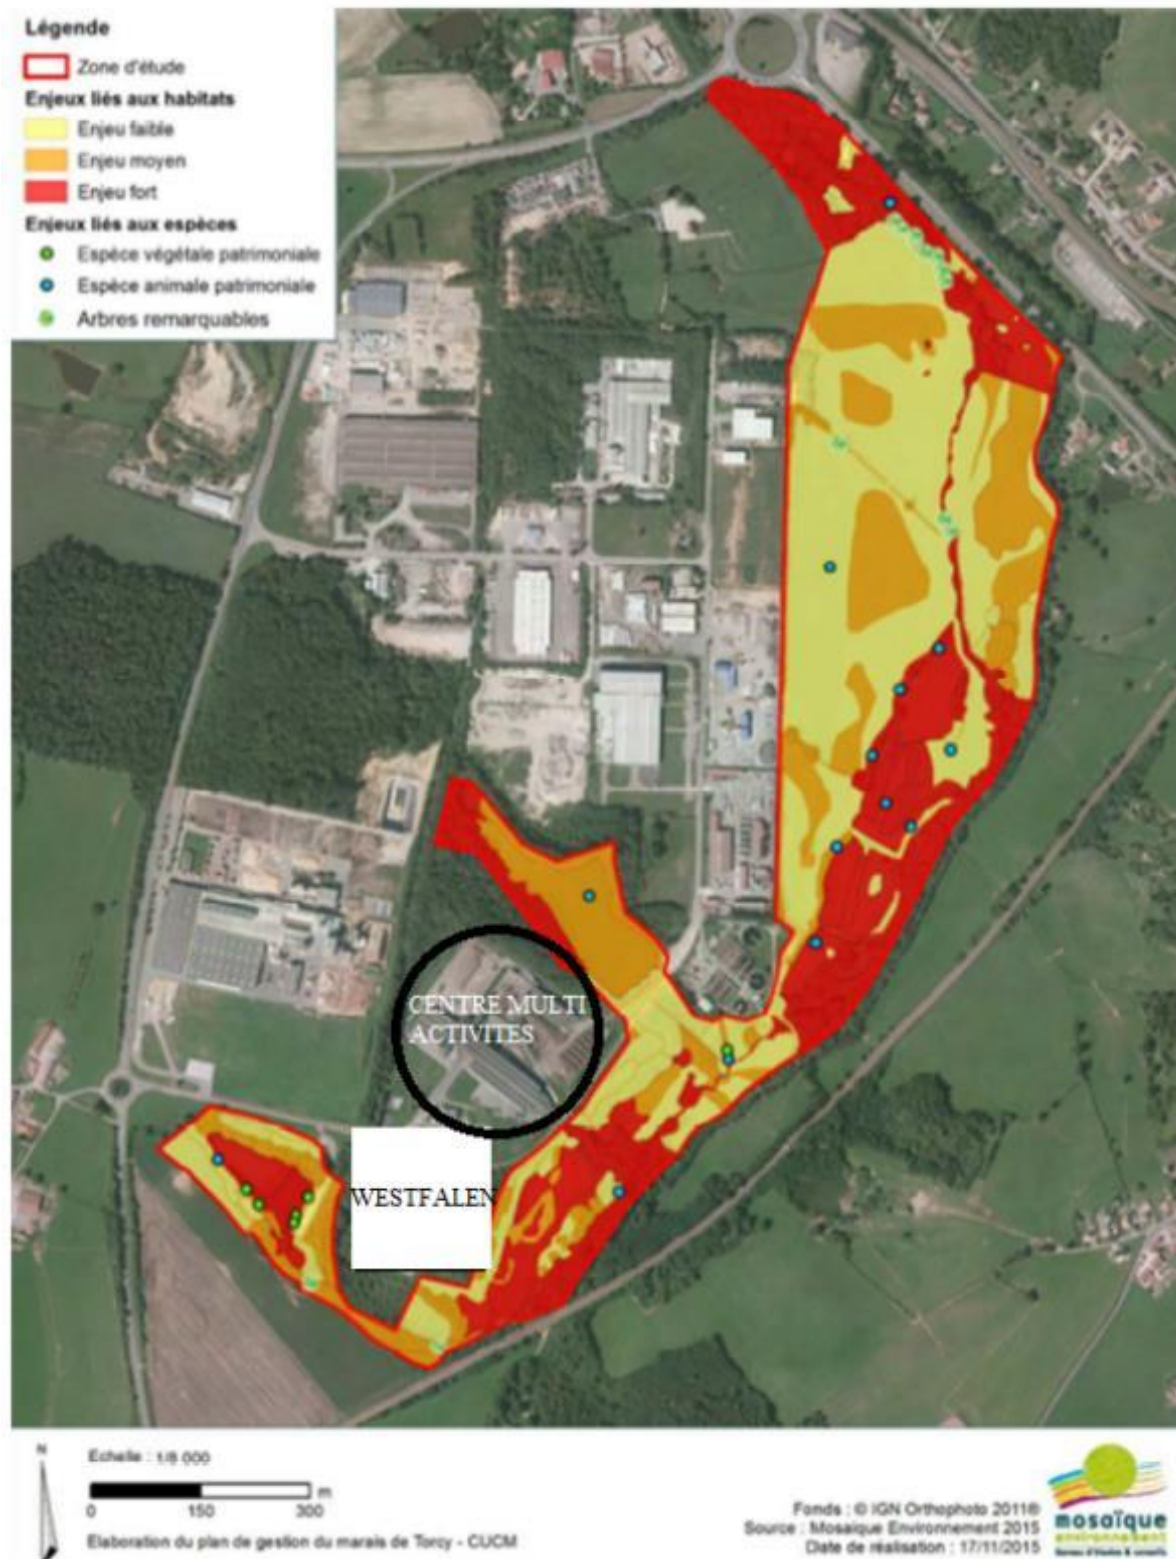 Légende
Zone d'étude
Enjeux liés aux habitats
Enjeu faible
Enjeu moyen
Enjeu fort
Enjeux liés aux espèces
Espèce végétale patrimoniale
Espèce animale patrimoniale
Arbres remarquables
CENTRE MULTI
ACTIVITES
WESTFALEN
N
Echelle : 1/8 000
m
0 150 300
Elaboration du plan de gestion du marais de Torcy - CUCM
Fonds : © IGN Orthophoto 2011®
Source : Mosaïque Environnement 2015
Date de réalisation : 17/11/2015
mosaïque
environnement
Bureau d'études & conseils